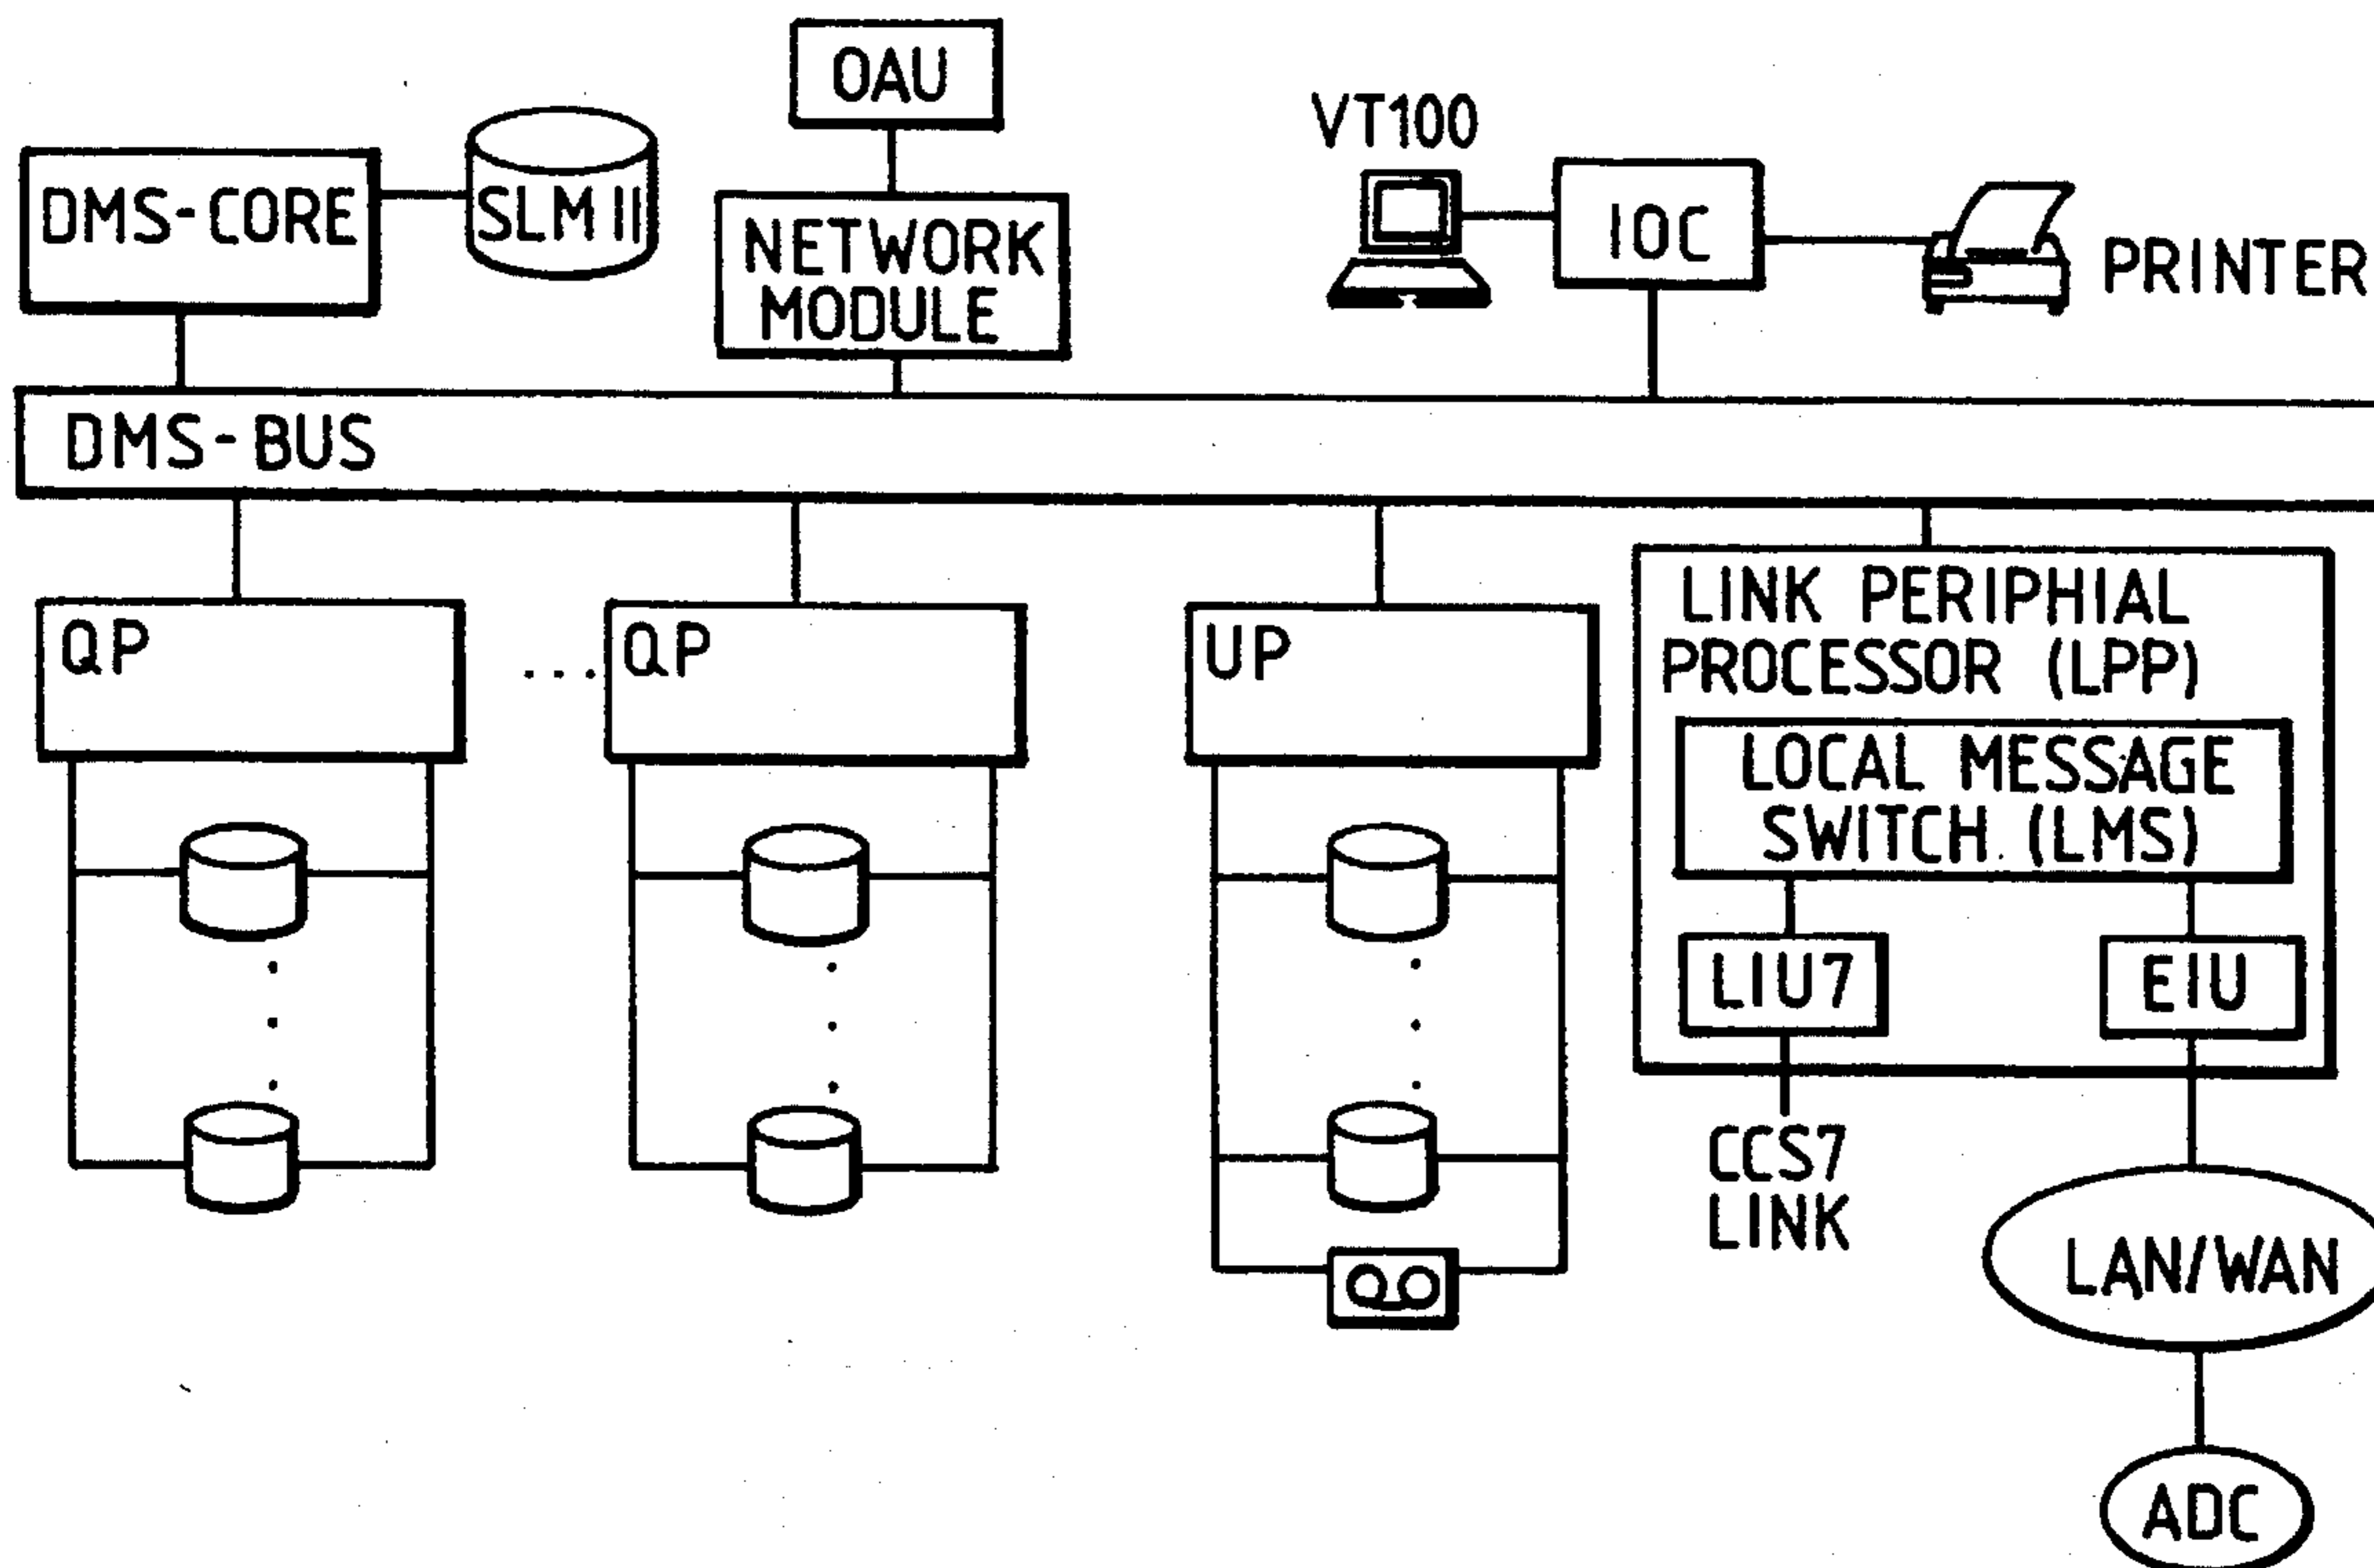 OAU
VT100
DMS-CORE
SLM II
NETWORK
MODULE
IOC
PRINTER
DMS-BUS
QP
... QP
UP
LINK PERIPHIAL
PROCESSOR (LPP)
LOCAL MESSAGE
SWITCH (LMS)
LIU7
EIU
CCS7
LINK
LAN/WAN
ADC